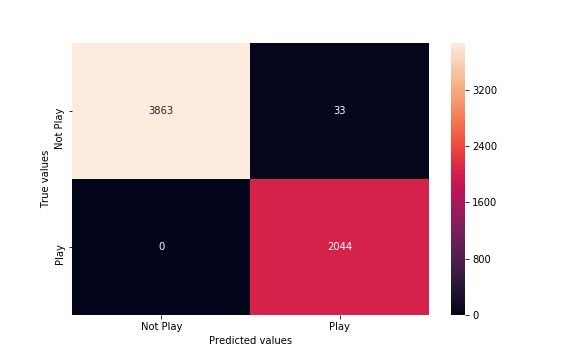 3863 33
0 2044
Not Play
Play
True values
Not Play Play
Predicted values
3200
2400
1600
800
0